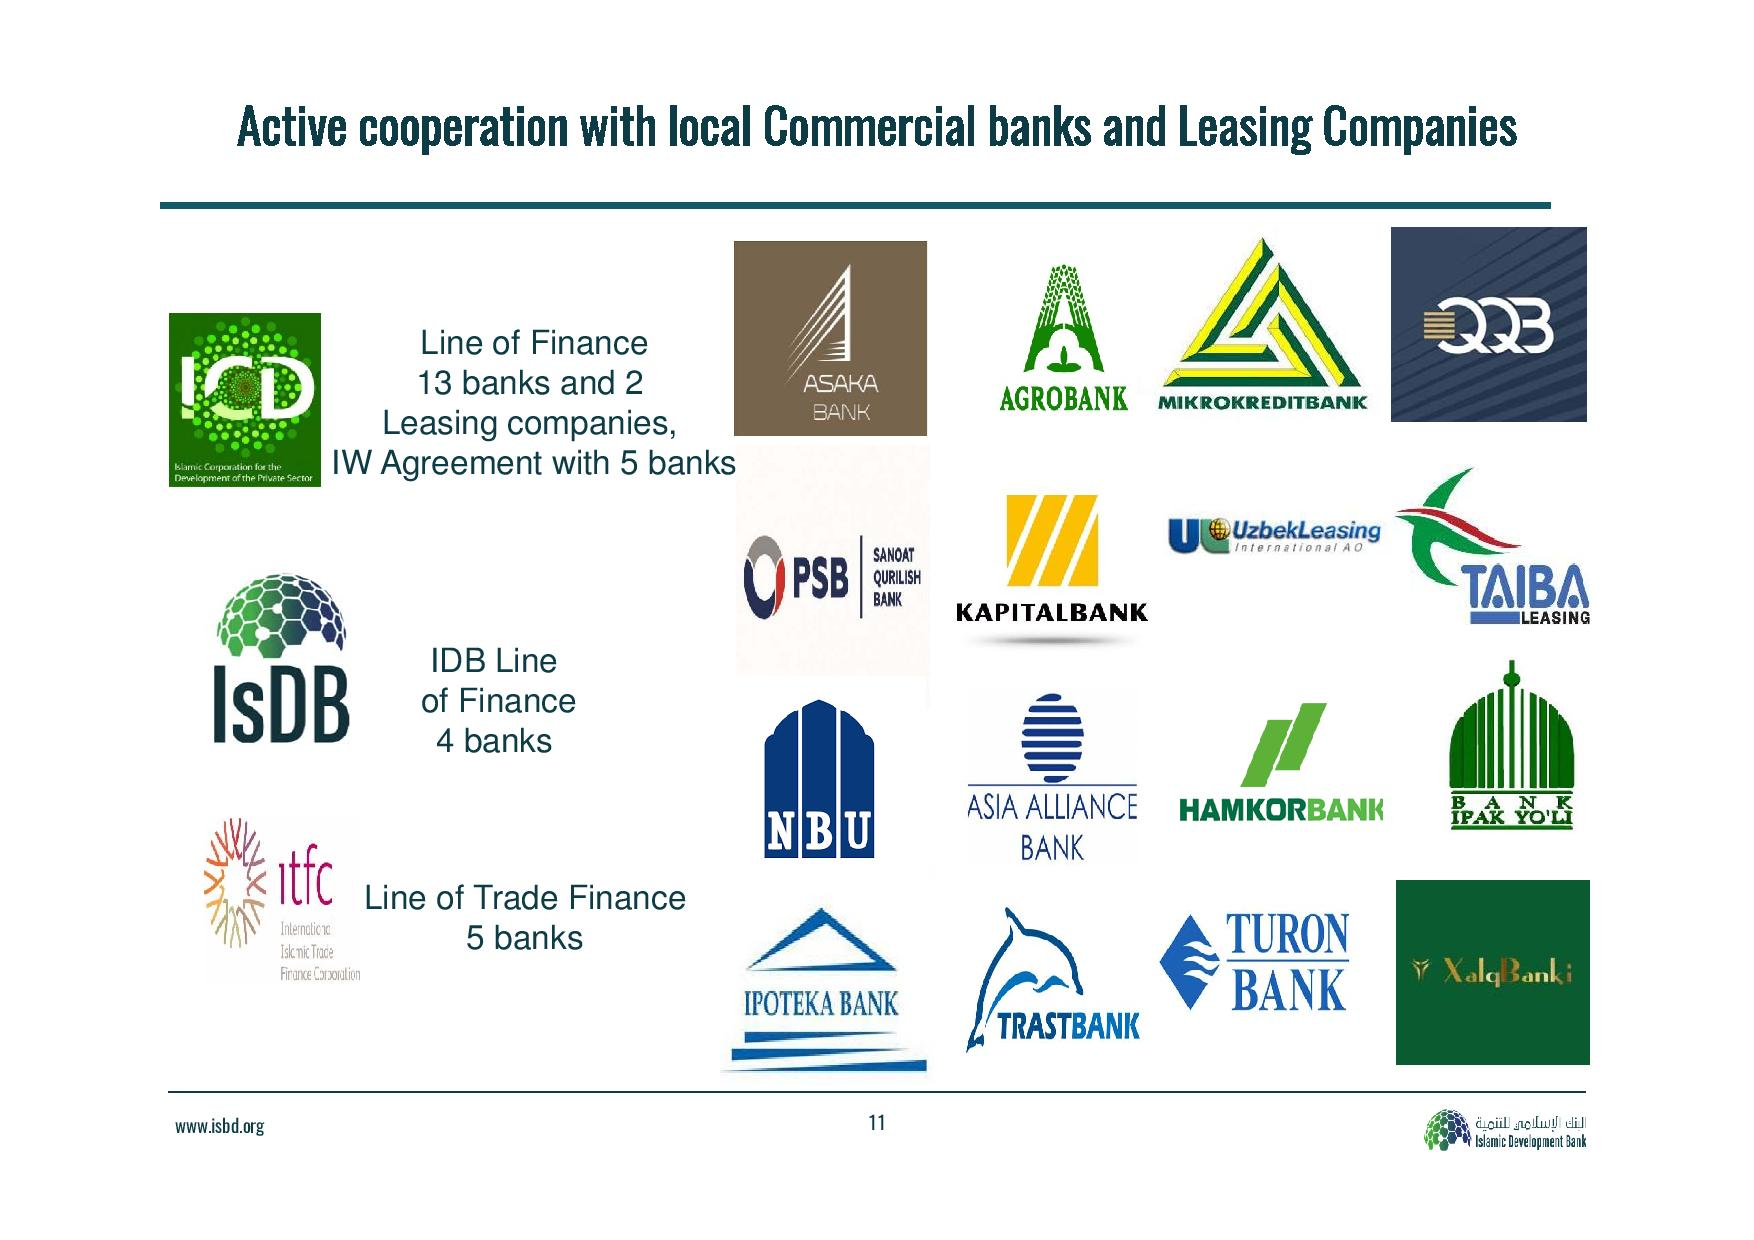 Active cooperation with local Commercial banks and Leasing Companies
ICD
Islamic Corporation for the
Development of the Private Sector
Line of Finance
13 banks and 2
Leasing companies,
IW Agreement with 5 banks
IsDB
IDB Line
of Finance
4 banks
itfc
International
Islamic Trade
Finance Corporation
Line of Trade Finance
5 banks
ASAKA
BANK
AGROBANK
MIKROKREDITBANK
QQB
PSB
SANOAT
QURILISH
BANK
KAPITALBANK
UL UzbekLeasing
International AO
TAIBA
LEASING
NBU
ASIA ALLIANCE
BANK
HAMKORBANK
BANK
IPAK YO'LI
IPOTEKA BANK
TRASTBANK
TURON
BANK
XalqBanki
www.isbd.org
11
البنك الإسلامي للتنمية
Islamic Development Bank